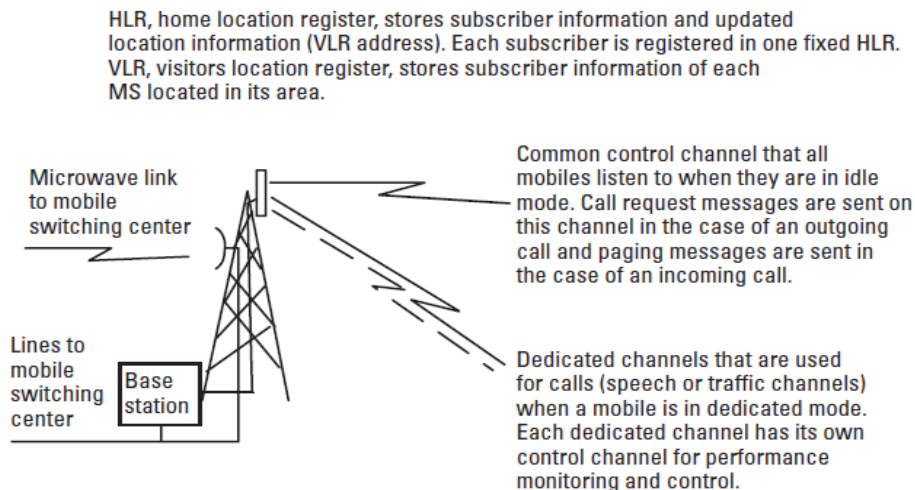 HLR, home location register, stores subscriber information and updated
location information (VLR address). Each subscriber is registered in one fixed HLR.
VLR, visitors location register, stores subscriber information of each
MS located in its area.
Microwave link
to mobile
switching center
Common control channel that all
mobiles listen to when they are in idle
mode. Call request messages are sent on
this channel in the case of an outgoing
call and paging messages are sent in
the case of an incoming call.
Lines to
mobile
switching
center
Base
station
Dedicated channels that are used
for calls (speech or traffic channels)
when a mobile is in dedicated mode.
Each dedicated channel has its own
control channel for performance
monitoring and control.